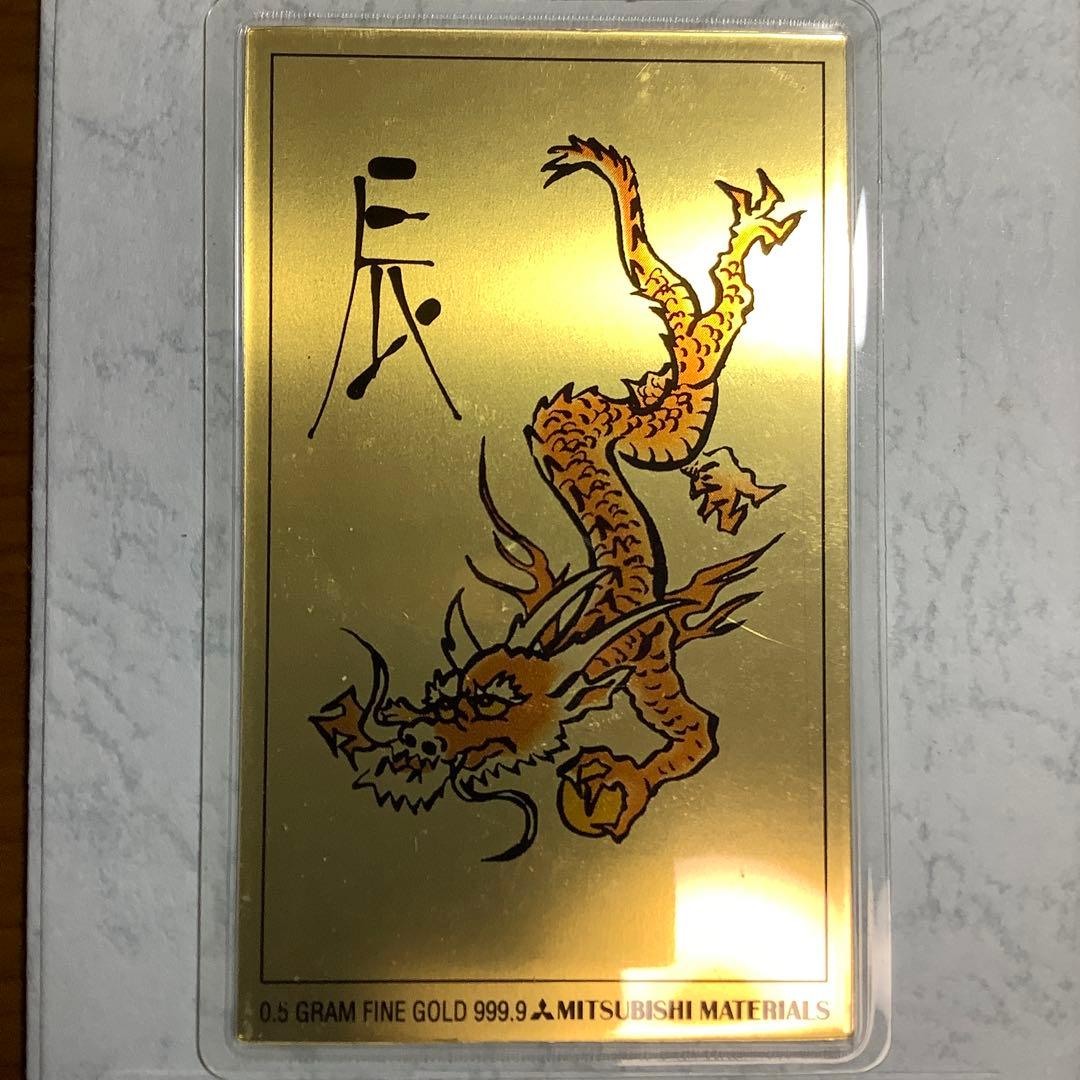 辰
0.5 GRAM FINE GOLD 999.9 MITSUBISHI MATERIALS